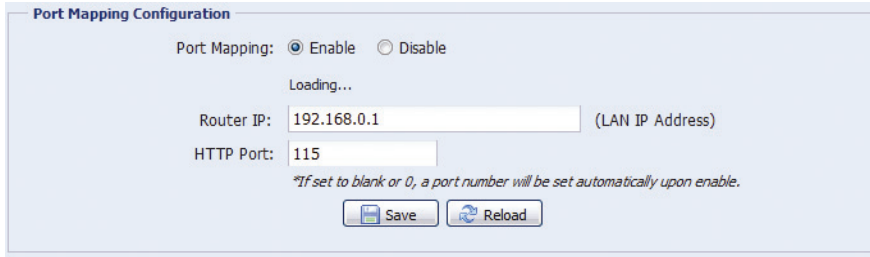 Port Mapping Configuration
Port Mapping: Enable Disable
Loading...
Router IP: 192.168.0.1 (LAN IP Address)
HTTP Port: 115
*If set to blank or 0, a port number will be set automatically upon enable.
Save Reload